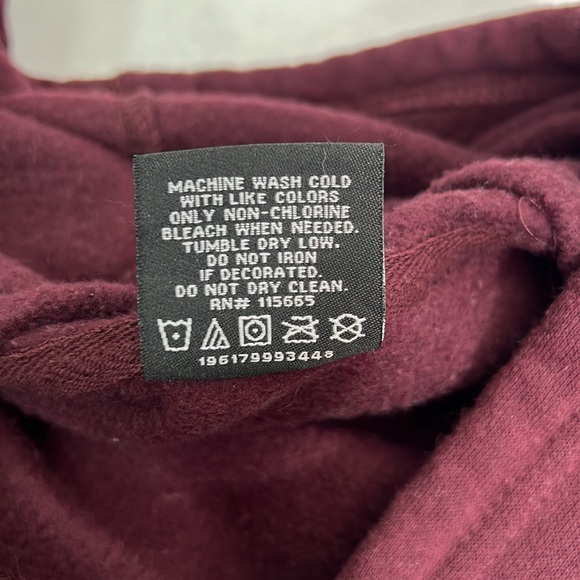 MACHINE WASH COLD
WITH LIKE COLORS
ONLY NON-CHLORINE
BLEACH WHEN NEEDED.
TUMBLE DRY LOW.
DO NOT IRON
IF DECORATED.
DO NOT DRY CLEAN.
RN# 115665
196179993448